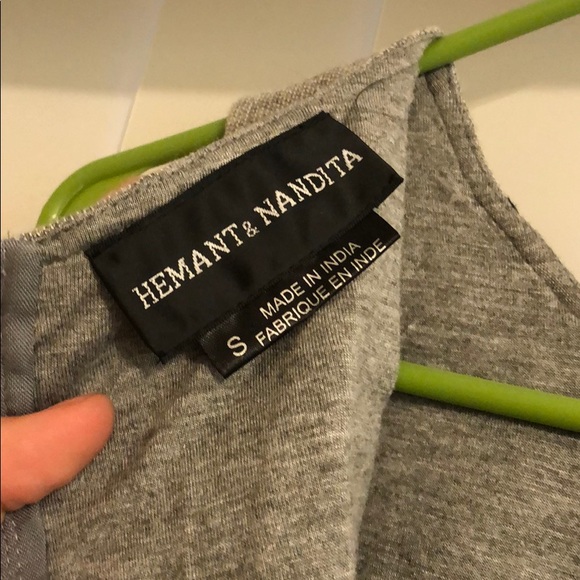 HEMANT & NANDITA
S
MADE IN INDIA
FABRIQUE EN INDE